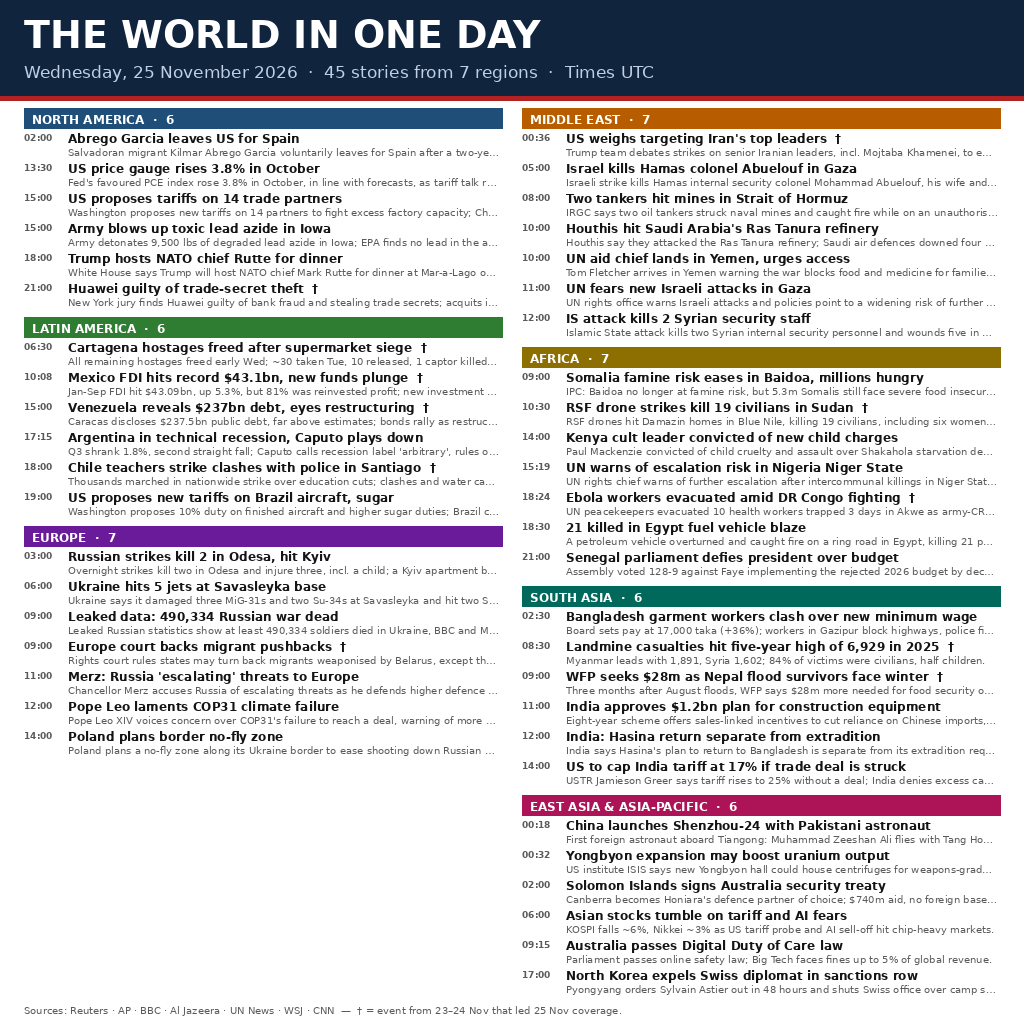 THE WORLD IN ONE DAY
Wednesday, 25 November 2026 · 45 stories from 7 regions · Times UTC
NORTH AMERICA · 6
02:00 Abrego Garcia leaves US for Spain
Salvadoran migrant Kilmar Abrego Garcia voluntarily leaves for Spain after a two-ye...
13:30 US price gauge rises 3.8% in October
Fed's favoured PCE index rose 3.8% in October, in line with forecasts, as tariff talk r...
15:00 US proposes tariffs on 14 trade partners
Washington proposes new tariffs on 14 partners to fight excess factory capacity; Ch...
15:00 Army blows up toxic lead azide in Iowa
Army detonates 9,500 lbs of degraded lead azide in Iowa; EPA finds no lead in the a...
18:00 Trump hosts NATO chief Rutte for dinner
White House says Trump will host NATO chief Mark Rutte for dinner at Mar-a-Lago o...
21:00 Huawei guilty of trade-secret theft †
New York jury finds Huawei guilty of bank fraud and stealing trade secrets; acquits i...
LATIN AMERICA · 6
06:30 Cartagena hostages freed after supermarket siege †
All remaining hostages freed early Wed; ~30 taken Tue, 10 released, 1 captor killed...
10:08 Mexico FDI hits record $43.1bn, new funds plunge †
Jan-Sep FDI hit $43.09bn, up 5.3%, but 81% was reinvested profit; new investment ...
15:00 Venezuela reveals $237bn debt, eyes restructuring †
Caracas discloses $237.5bn public debt, far above estimates; bonds rally as restruc...
17:15 Argentina in technical recession, Caputo plays down
Q3 shrank 1.8%, second straight fall; Caputo calls recession label 'arbitrary', rules o...
18:00 Chile teachers strike clashes with police in Santiago †
Thousands marched in nationwide strike over education cuts; clashes and water ca...
19:00 US proposes new tariffs on Brazil aircraft, sugar
Washington proposes 10% duty on finished aircraft and higher sugar duties; Brazil c...
EUROPE · 7
03:00 Russian strikes kill 2 in Odesa, hit Kyiv
Overnight strikes kill two in Odesa and injure three, incl. a child; a Kyiv apartment b...
06:00 Ukraine hits 5 jets at Savasleyka base
Ukraine says it damaged three MiG-31s and two Su-34s at Savasleyka and hit two S...
09:00 Leaked data: 490,334 Russian war dead
Leaked Russian statistics show at least 490,334 soldiers died in Ukraine, BBC and M...
09:00 Europe court backs migrant pushbacks †
Rights court rules states may turn back migrants weaponised by Belarus, except th...
11:00 Merz: Russia 'escalating' threats to Europe
Chancellor Merz accuses Russia of escalating threats as he defends higher defence ...
12:00 Pope Leo laments COP31 climate failure
Pope Leo XIV voices concern over COP31's failure to reach a deal, warning of more ...
14:00 Poland plans border no-fly zone
Poland plans a no-fly zone along its Ukraine border to ease shooting down Russian ...
MIDDLE EAST · 7
00:36 US weighs targeting Iran's top leaders †
Trump team debates strikes on senior Iranian leaders, incl. Mojtaba Khamenei, to e...
05:00 Israel kills Hamas colonel Abuelouf in Gaza
Israeli strike kills Hamas internal security colonel Mohammad Abuelouf, his wife and...
08:00 Two tankers hit mines in Strait of Hormuz
IRGC says two oil tankers struck naval mines and caught fire while on an unauthoris...
10:00 Houthis hit Saudi Arabia's Ras Tanura refinery
Houthis say they attacked the Ras Tanura refinery; Saudi air defences downed four ...
10:00 UN aid chief lands in Yemen, urges access
Tom Fletcher arrives in Yemen warning the war blocks food and medicine for familie...
11:00 UN fears new Israeli attacks in Gaza
UN rights office warns Israeli attacks and policies point to a widening risk of further ...
12:00 IS attack kills 2 Syrian security staff
Islamic State attack kills two Syrian internal security personnel and wounds five in ...
AFRICA · 7
09:00 Somalia famine risk eases in Baidoa, millions hungry
IPC: Baidoa no longer at famine risk, but 5.3m Somalis still face severe food insecur...
10:30 RSF drone strikes kill 19 civilians in Sudan †
RSF drones hit Damazin homes in Blue Nile, killing 19 civilians, including six women...
14:00 Kenya cult leader convicted of new child charges
Paul Mackenzie convicted of child cruelty and assault over Shakahola starvation de...
15:19 UN warns of escalation risk in Nigeria Niger State
UN rights chief warns of further escalation after intercommunal killings in Niger Stat...
18:24 Ebola workers evacuated amid DR Congo fighting †
UN peacekeepers evacuated 10 health workers trapped 3 days in Akwe as army-CR...
18:30 21 killed in Egypt fuel vehicle blaze
A petroleum vehicle overturned and caught fire on a ring road in Egypt, killing 21 p...
21:00 Senegal parliament defies president over budget
Assembly voted 128-9 against Faye implementing the rejected 2026 budget by dec...
SOUTH ASIA · 6
02:30 Bangladesh garment workers clash over new minimum wage
Board sets pay at 17,000 taka (+36%); workers in Gazipur block highways, police fi...
08:30 Landmine casualties hit five-year high of 6,929 in 2025 †
Myanmar leads with 1,891, Syria 1,602; 84% of victims were civilians, half children.
09:00 WFP seeks $28m as Nepal flood survivors face winter †
Three months after August floods, WFP says $28m more needed for food security o...
11:00 India approves $1.2bn plan for construction equipment
Eight-year scheme offers sales-linked incentives to cut reliance on Chinese imports,...
12:00 India: Hasina return separate from extradition
India says Hasina's plan to return to Bangladesh is separate from its extradition req...
14:00 US to cap India tariff at 17% if trade deal is struck
USTR Jamieson Greer says tariff rises to 25% without a deal; India denies excess ca...
EAST ASIA & ASIA-PACIFIC · 6
00:18 China launches Shenzhou-24 with Pakistani astronaut
First foreign astronaut aboard Tiangong: Muhammad Zeeshan Ali flies with Tang Ho...
00:32 Yongbyon expansion may boost uranium output
US institute ISIS says new Yongbyon hall could house centrifuges for weapons-grad...
02:00 Solomon Islands signs Australia security treaty
Canberra becomes Honiara's defence partner of choice; $740m aid, no foreign base...
06:00 Asian stocks tumble on tariff and AI fears
KOSPI falls ~6%, Nikkei ~3% as US tariff probe and AI sell-off hit chip-heavy markets.
09:15 Australia passes Digital Duty of Care law
Parliament passes online safety law; Big Tech faces fines up to 5% of global revenue.
17:00 North Korea expels Swiss diplomat in sanctions row
Pyongyang orders Sylvain Astier out in 48 hours and shuts Swiss office over camp s...
Sources: Reuters · AP · BBC · Al Jazeera · UN News · WSJ · CNN — † = event from 23–24 Nov that led 25 Nov coverage.